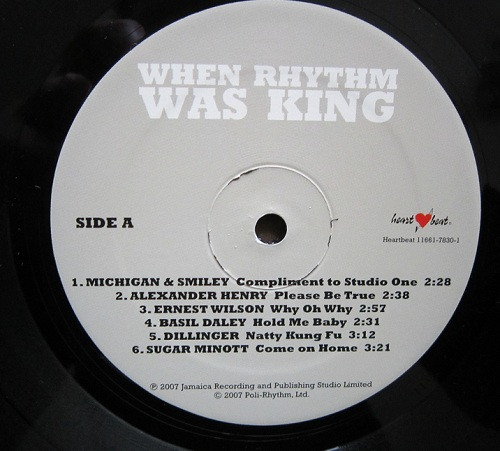 WHEN RHYTHM
WAS KING
SIDE A
heart beat
Heartbeat 11661-7830-1
1. MICHIGAN & SMILEY Compliment to Studio One 2:28
2. ALEXANDER HENRY Please Be True 2:38
3. ERNEST WILSON Why Oh Why 2:57
4. BASIL DALEY Hold Me Baby 2:31
5. DILLINGER Natty Kung Fu 3:12
6. SUGAR MINOTT Come on Home 3:21
℗ 2007 Jamaica Recording and Publishing Studio Limited
© 2007 Poli-Rhythm, Ltd.